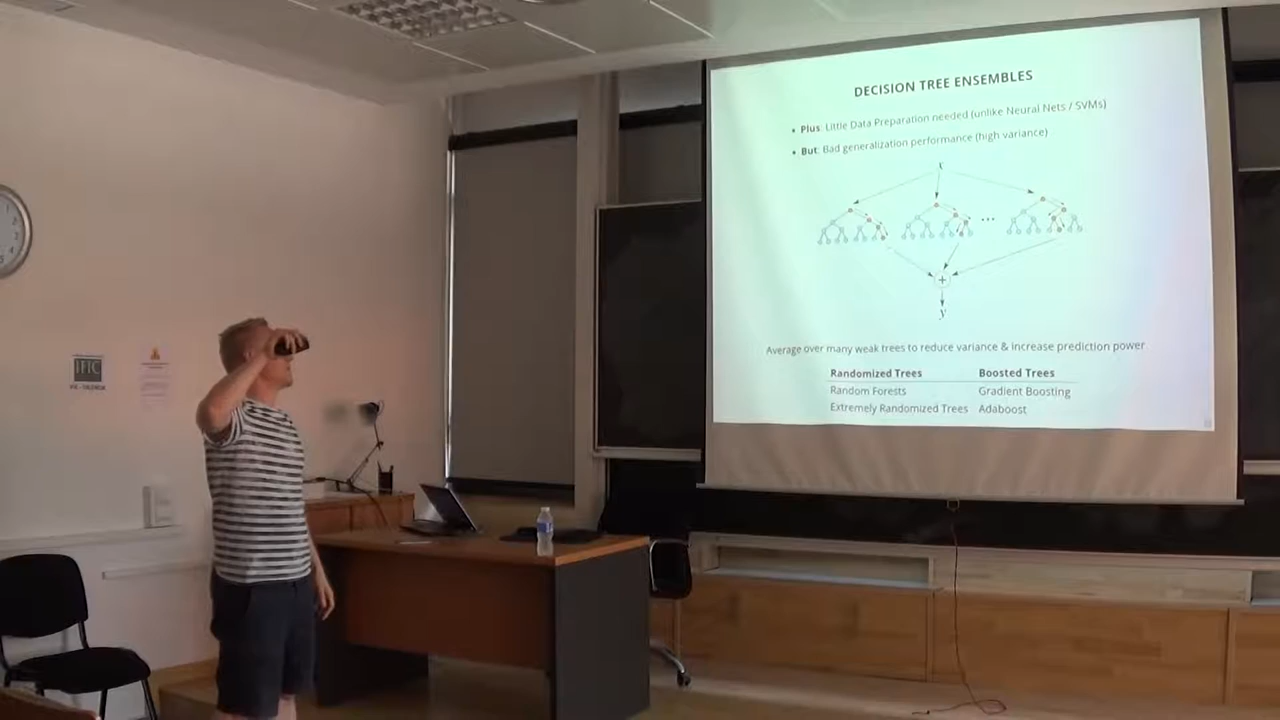 DECISION TREE ENSEMBLES
• Plus: Little Data Preparation needed (unlike Neural Nets / SVMs)
• But: Bad generalization performance (high variance)
x
...
+
y
Average over many weak trees to reduce variance & increase prediction power
Randomized Trees Boosted Trees
Random Forests Gradient Boosting
Extremely Randomized Trees Adaboost
IFIC